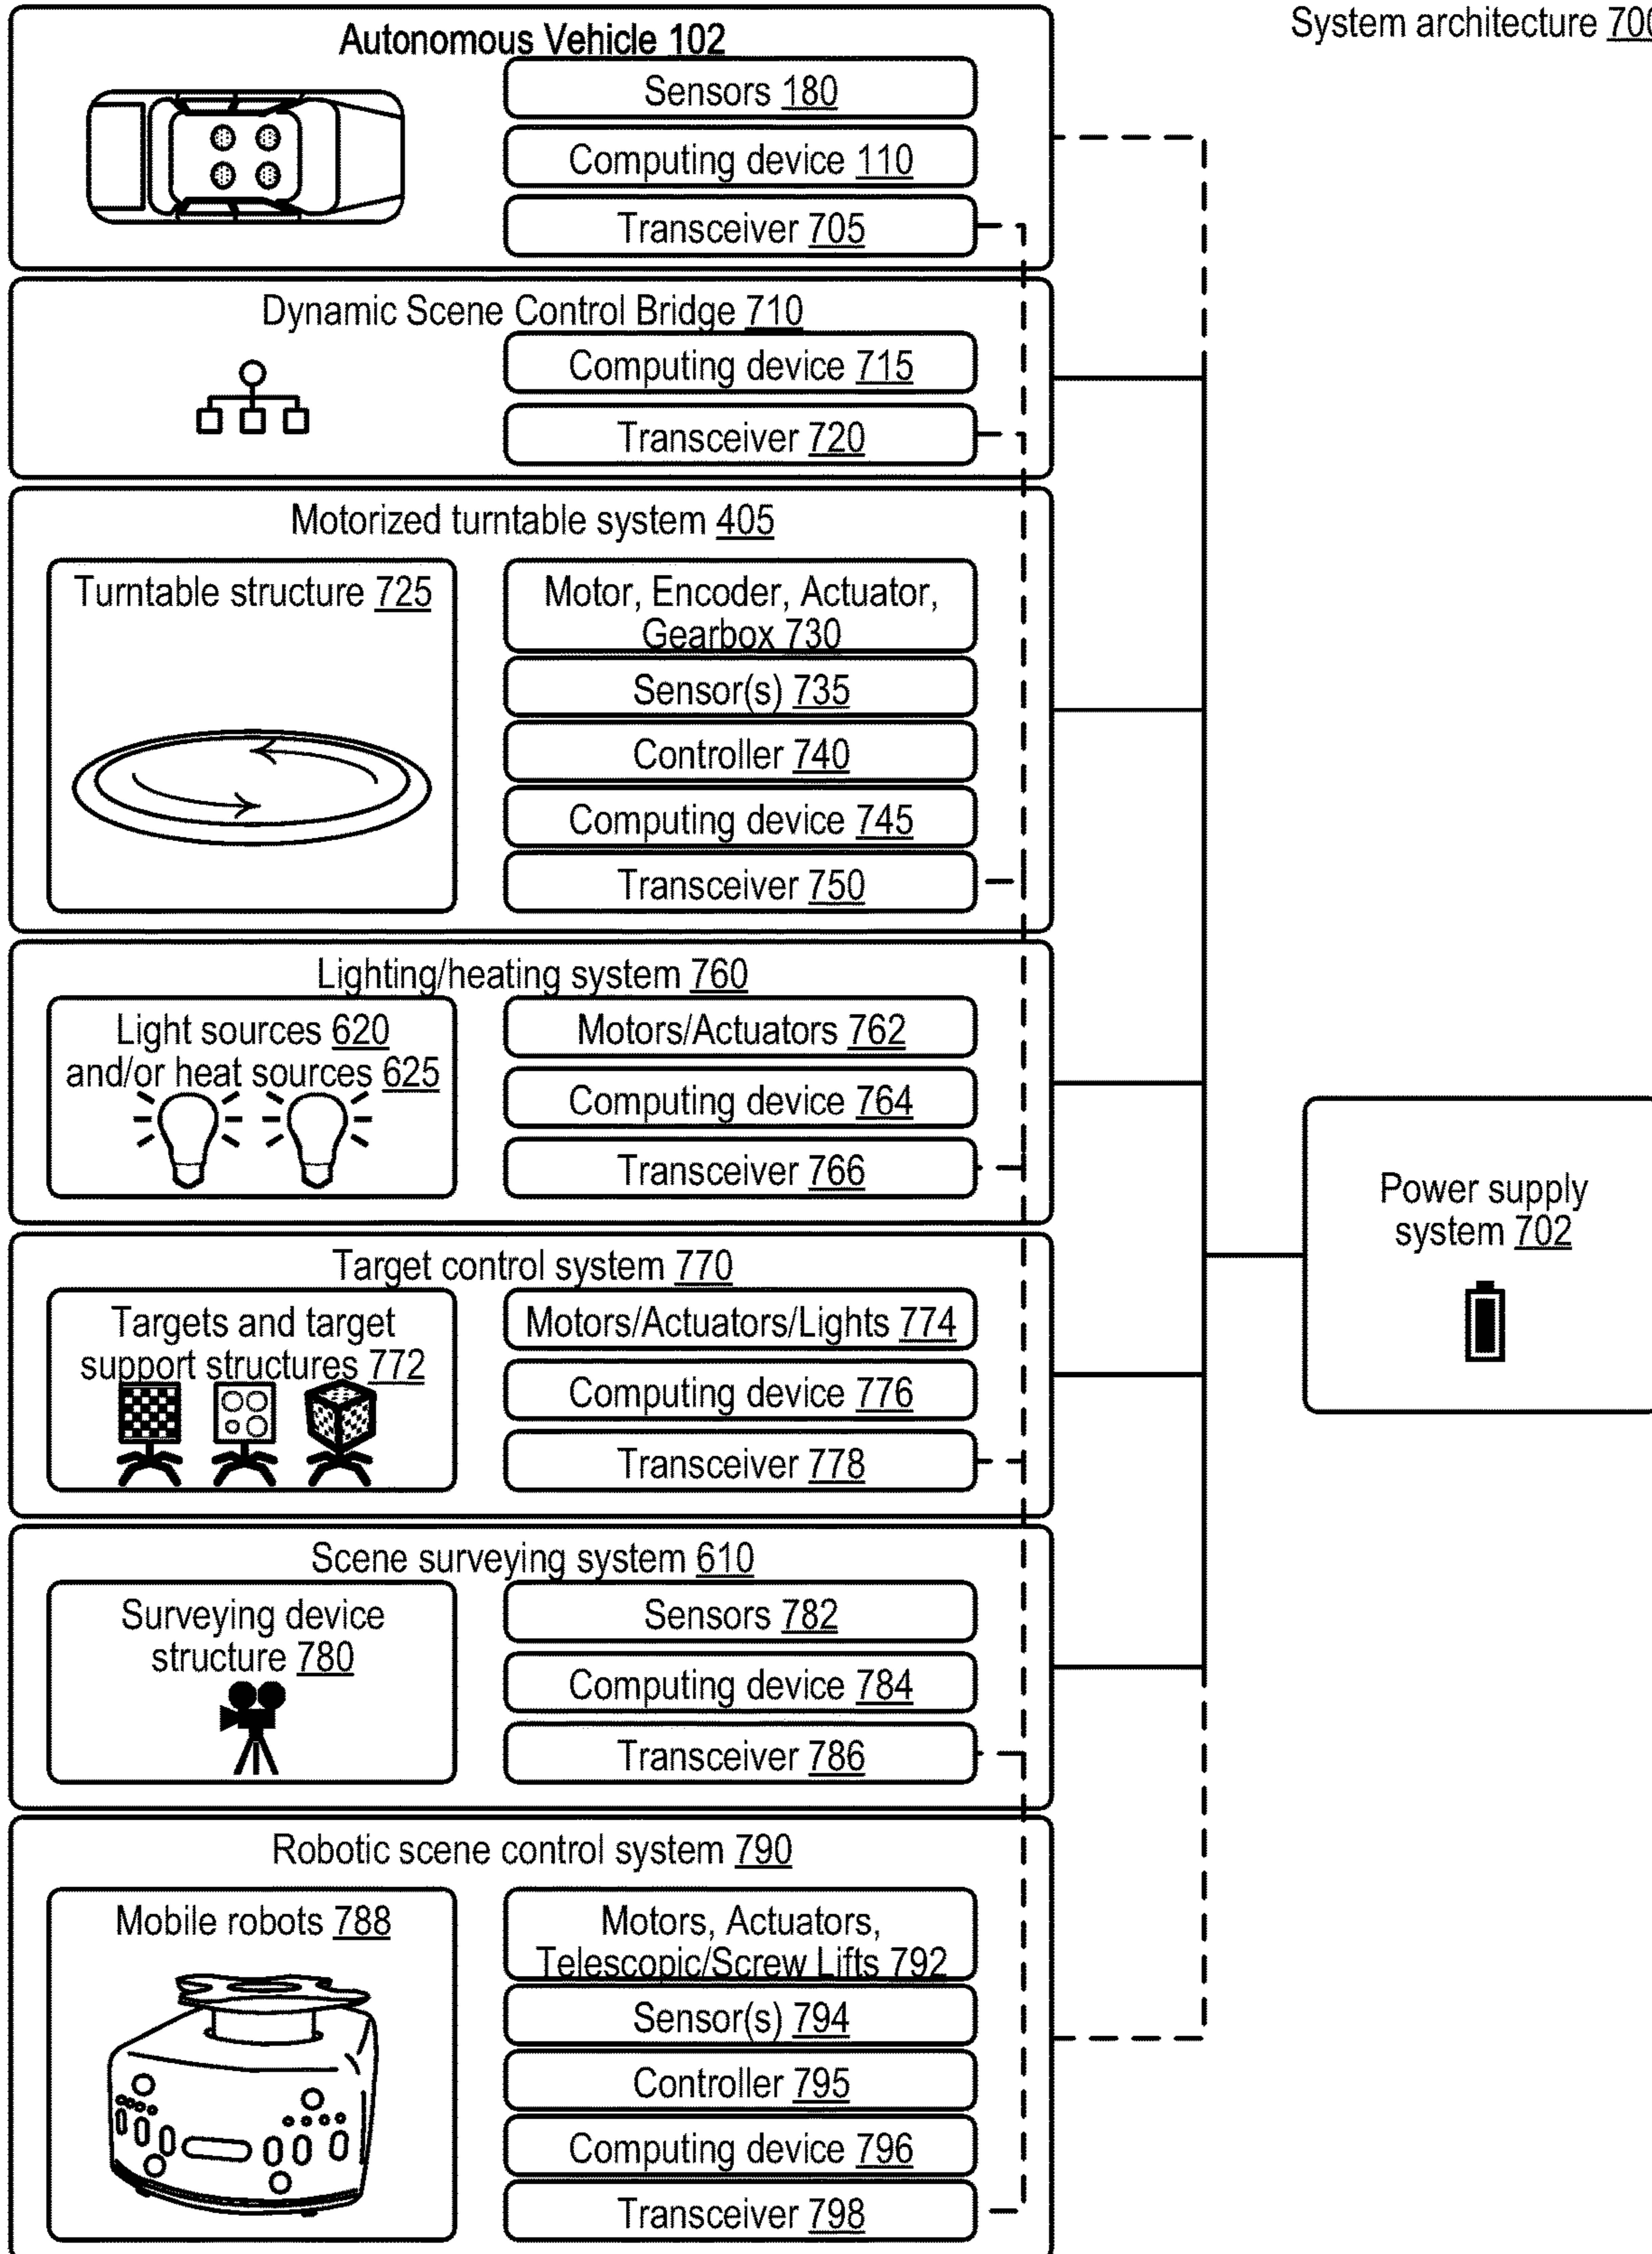 System architecture 700
Autonomous Vehicle 102
Sensors 180
Computing device 110
Transceiver 705
Dynamic Scene Control Bridge 710
Computing device 715
Transceiver 720
Motorized turntable system 405
Turntable structure 725
Motor, Encoder, Actuator,
Gearbox 730
Sensor(s) 735
Controller 740
Computing device 745
Transceiver 750
Lighting/heating system 760
Light sources 620
and/or heat sources 625
Motors/Actuators 762
Computing device 764
Transceiver 766
Target control system 770
Targets and target
support structures 772
Motors/Actuators/Lights 774
Computing device 776
Transceiver 778
Scene surveying system 610
Surveying device
structure 780
Sensors 782
Computing device 784
Transceiver 786
Robotic scene control system 790
Mobile robots 788
Motors, Actuators,
Telescopic/Screw Lifts 792
Sensor(s) 794
Controller 795
Computing device 796
Transceiver 798
Power supply
system 702